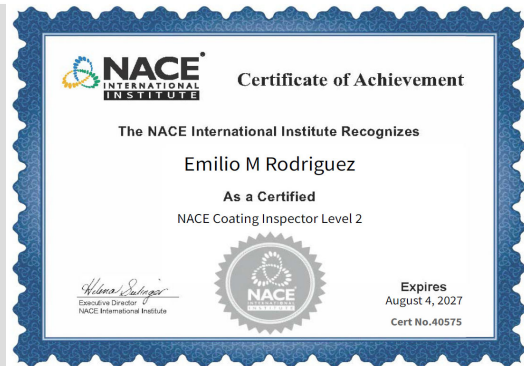 NACE®
INTERNATIONAL
INSTITUTE
Certificate of Achievement
The NACE International Institute Recognizes
Emilio M Rodriguez
As a Certified
NACE Coating Inspector Level 2
NACE
INTERNATIONAL
INSTITUTE
Executive Director
NACE International Institute
Expires
August 4, 2027
Cert No.40575